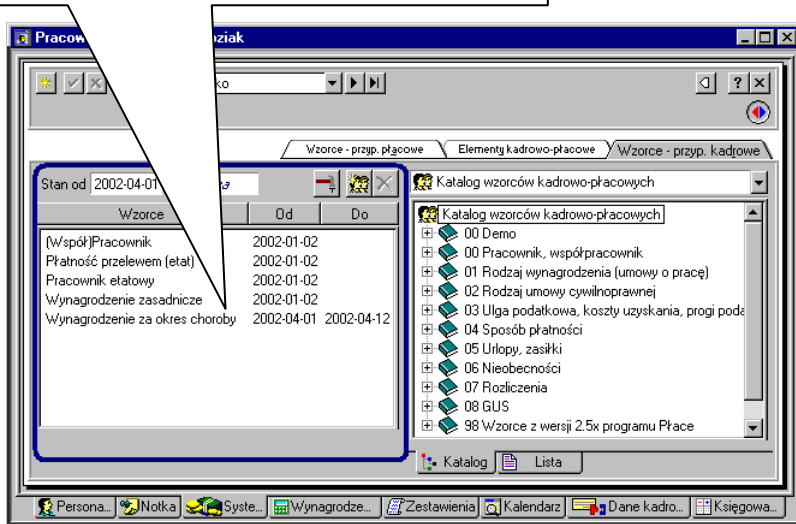 Pracow oziak
ko
?
Wzorce - przyp. płacowe
Elementy kadrowo-płacowe
Wzorce - przyp. kadrowe
Stan od 2002-04-01
Katalog wzorców kadrowo-płacowych
Wzorce Od Do
(Współ)Pracownik 2002-01-02
Płatność przelewem (etat) 2002-01-02
Pracownik etatowy 2002-01-02
Wynagrodzenie zasadnicze 2002-01-02
Wynagrodzenie za okres choroby 2002-04-01 2002-04-12
Katalog wzorców kadrowo-płacowych
00 Demo
00 Pracownik, współpracownik
01 Rodzaj wynagrodzenia (umowy o pracę)
02 Rodzaj umowy cywilnoprawnej
03 Ulga podatkowa, koszty uzyskania, progi poda
04 Sposób płatności
05 Urlopy, zasiłki
06 Nieobecności
07 Rozliczenia
08 GUS
98 Wzorce z wersji 2.5x programu Płace
Katalog Lista
Persona... Notka Syste... Wynagrodze... Zestawienia Kalendarz Dane kadro... Księgowa...